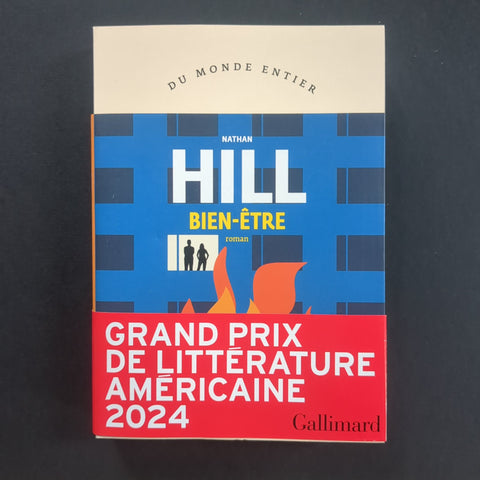 DU MONDE ENTIER
NATHAN
HILL
BIEN-ÊTRE
roman
GRAND PRIX
DE LITTÉRATURE
AMÉRICAINE
2024
Gallimard